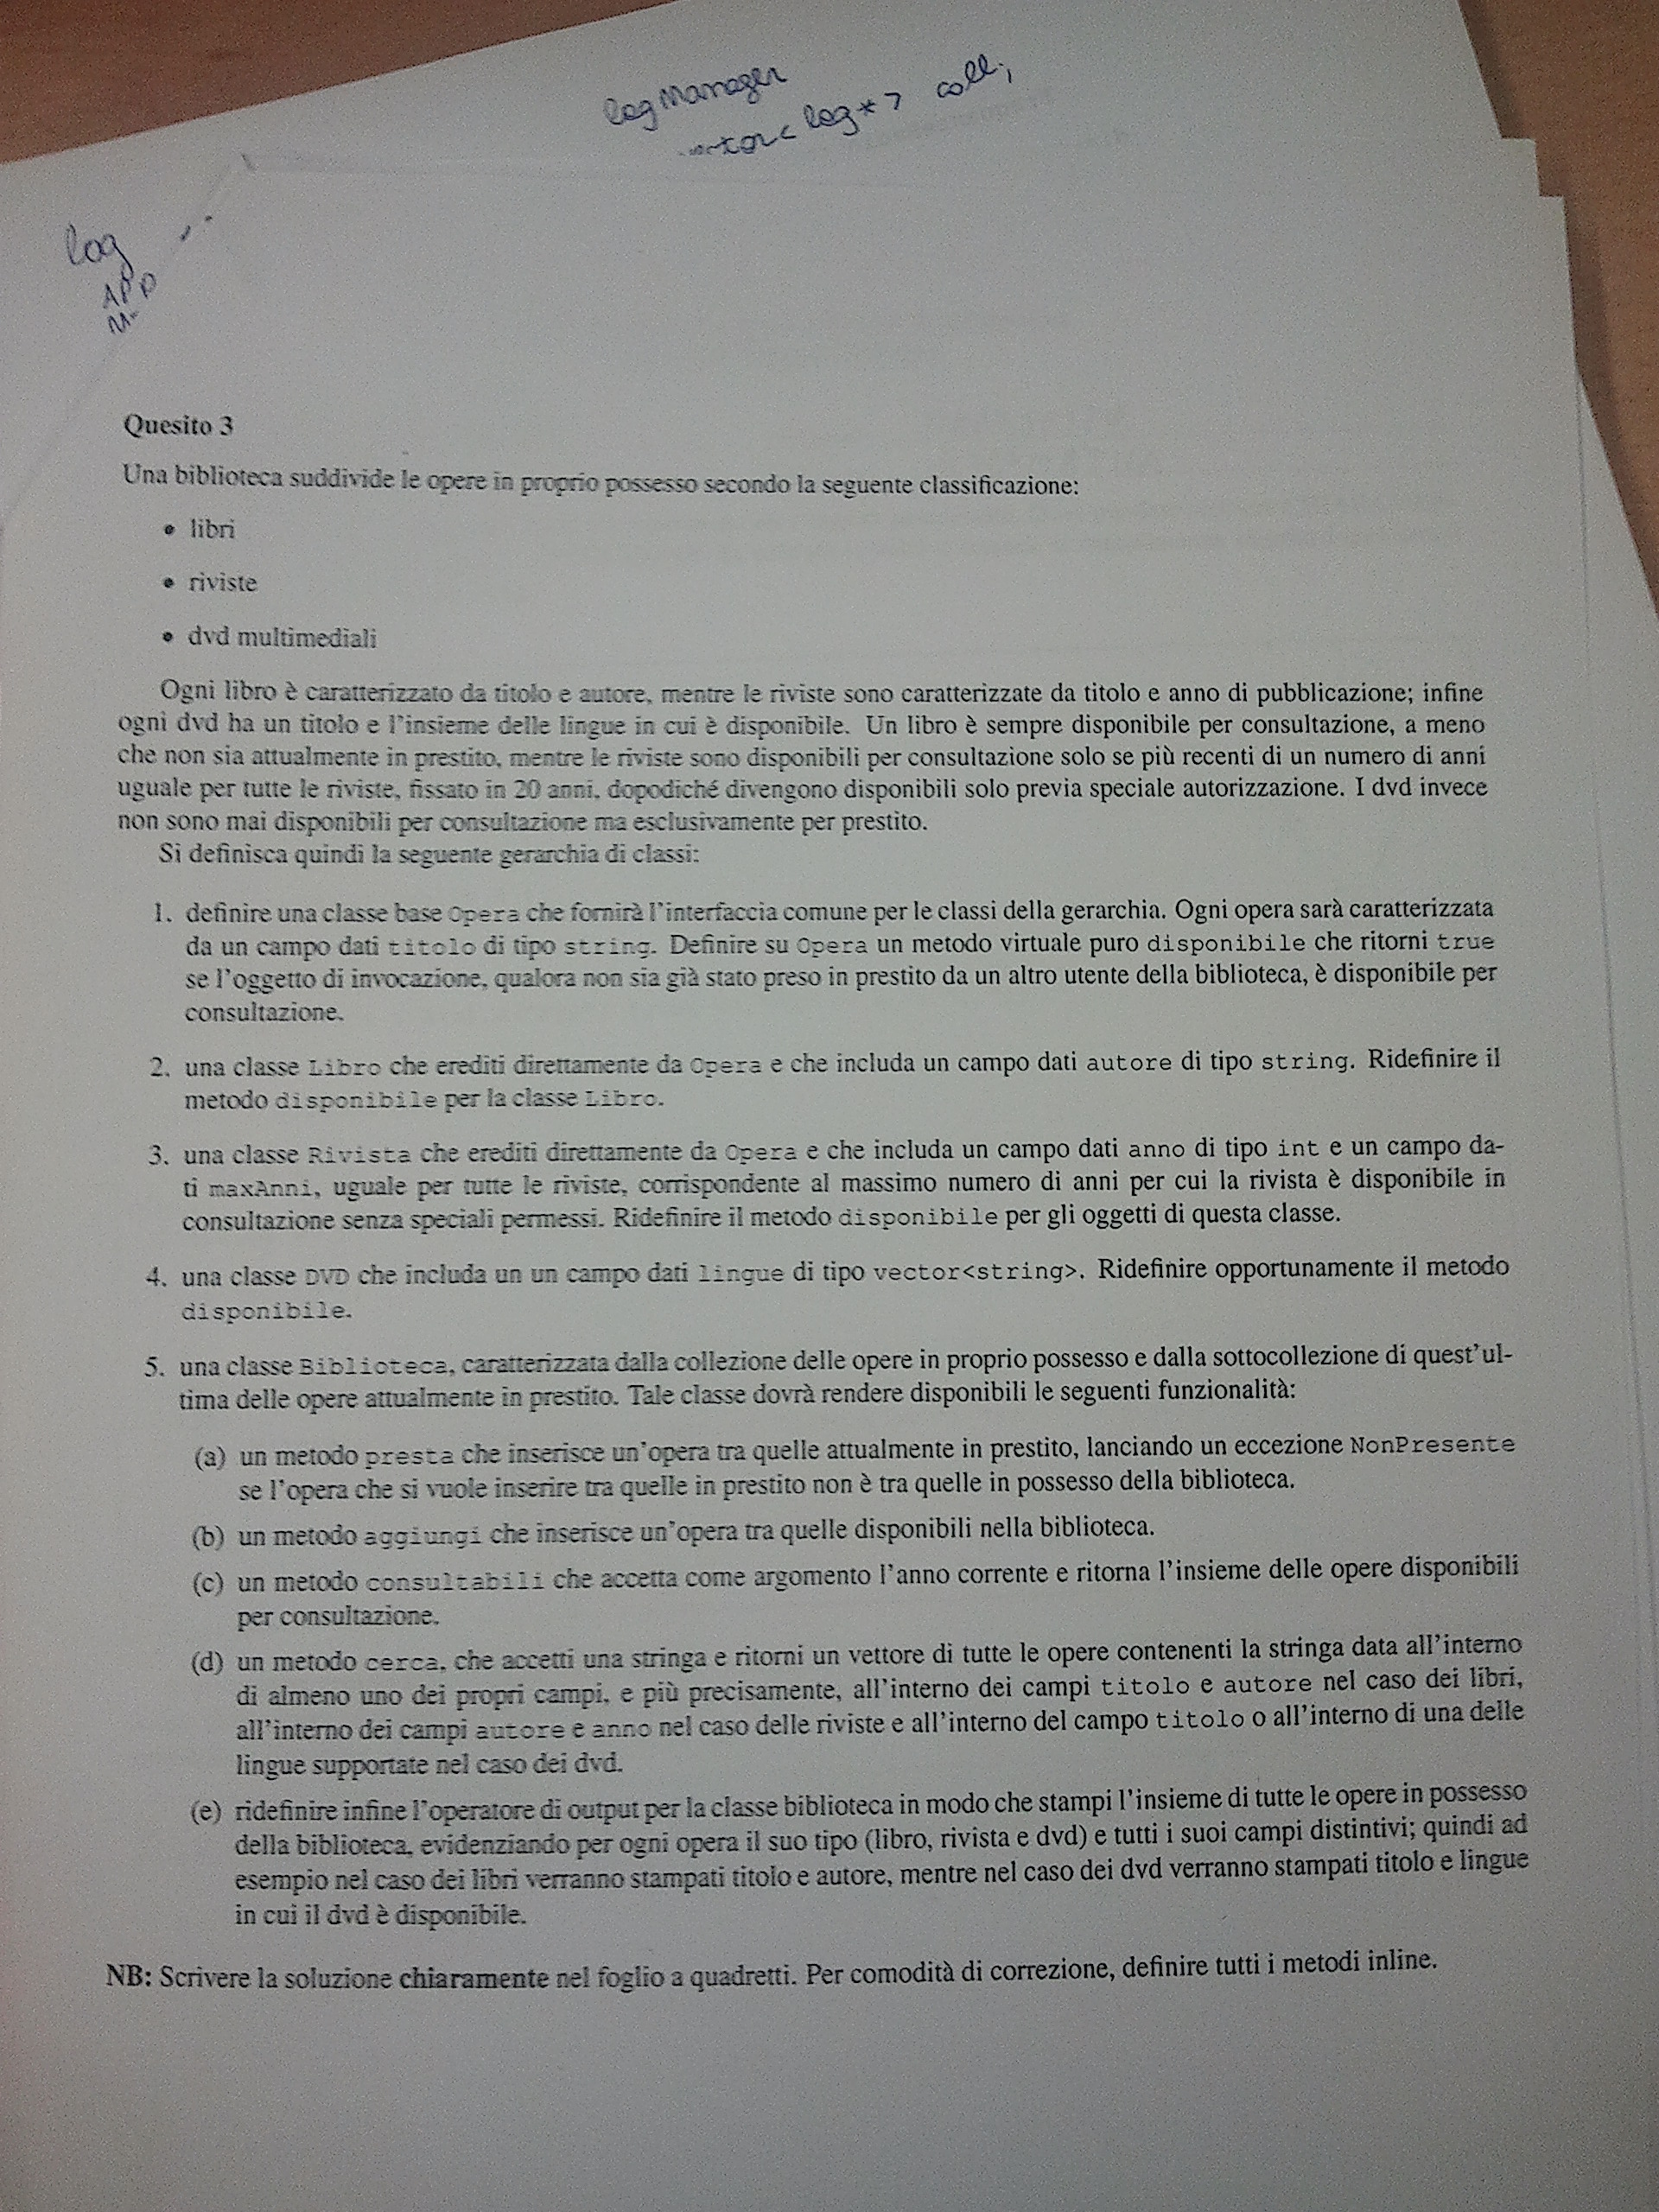 logManager
vector< log*> coll;
log
APP
Quesito 3
Una biblioteca suddivide le opere in proprio possesso secondo la seguente classificazione:
• libri
• riviste
• dvd multimediali
Ogni libro è caratterizzato da titolo e autore, mentre le riviste sono caratterizzate da titolo e anno di pubblicazione; infine
ogni dvd ha un titolo e l'insieme delle lingue in cui è disponibile. Un libro è sempre disponibile per consultazione, a meno
che non sia attualmente in prestito, mentre le riviste sono disponibili per consultazione solo se più recenti di un numero di anni
uguale per tutte le riviste, fissato in 20 anni, dopodiché divengono disponibili solo previa speciale autorizzazione. I dvd invece
non sono mai disponibili per consultazione ma esclusivamente per prestito.
Si definisca quindi la seguente gerarchia di classi:
1. definire una classe base Opera che fornirà l'interfaccia comune per le classi della gerarchia. Ogni opera sarà caratterizzata
da un campo dati titolo di tipo string. Definire su Opera un metodo virtuale puro disponibile che ritorni true
se l'oggetto di invocazione, qualora non sia già stato preso in prestito da un altro utente della biblioteca, è disponibile per
consultazione.
2. una classe Libro che erediti direttamente da Opera e che includa un campo dati autore di tipo string. Ridefinire il
metodo disponibile per la classe Libro.
3. una classe Rivista che erediti direttamente da Opera e che includa un campo dati anno di tipo int e un campo da-
ti maxAnni, uguale per tutte le riviste, corrispondente al massimo numero di anni per cui la rivista è disponibile in
consultazione senza speciali permessi. Ridefinire il metodo disponibile per gli oggetti di questa classe.
4. una classe DVD che includa un un campo dati lingue di tipo vector<string>. Ridefinire opportunamente il metodo
disponibile.
5. una classe Biblioteca, caratterizzata dalla collezione delle opere in proprio possesso e dalla sottocollezione di quest'ul-
tima delle opere attualmente in prestito. Tale classe dovrà rendere disponibili le seguenti funzionalità:
(a) un metodo presta che inserisce un'opera tra quelle attualmente in prestito, lanciando un eccezione NonPresente
se l'opera che si vuole inserire tra quelle in prestito non è tra quelle in possesso della biblioteca.
(b) un metodo aggiungi che inserisce un'opera tra quelle disponibili nella biblioteca.
(c) un metodo consultabili che accetta come argomento l'anno corrente e ritorna l'insieme delle opere disponibili
per consultazione.
(d) un metodo cerca, che accetti una stringa e ritorni un vettore di tutte le opere contenenti la stringa data all'interno
di almeno uno dei propri campi, e più precisamente, all'interno dei campi titolo e autore nel caso dei libri,
all'interno dei campi autore e anno nel caso delle riviste e all'interno del campo titolo o all'interno di una delle
lingue supportate nel caso dei dvd.
(e) ridefinire infine l'operatore di output per la classe biblioteca in modo che stampi l'insieme di tutte le opere in possesso
della biblioteca, evidenziando per ogni opera il suo tipo (libro, rivista e dvd) e tutti i suoi campi distintivi; quindi ad
esempio nel caso dei libri verranno stampati titolo e autore, mentre nel caso dei dvd verranno stampati titolo e lingue
in cui il dvd è disponibile.
NB: Scrivere la soluzione chiaramente nel foglio a quadretti. Per comodità di correzione, definire tutti i metodi inline.